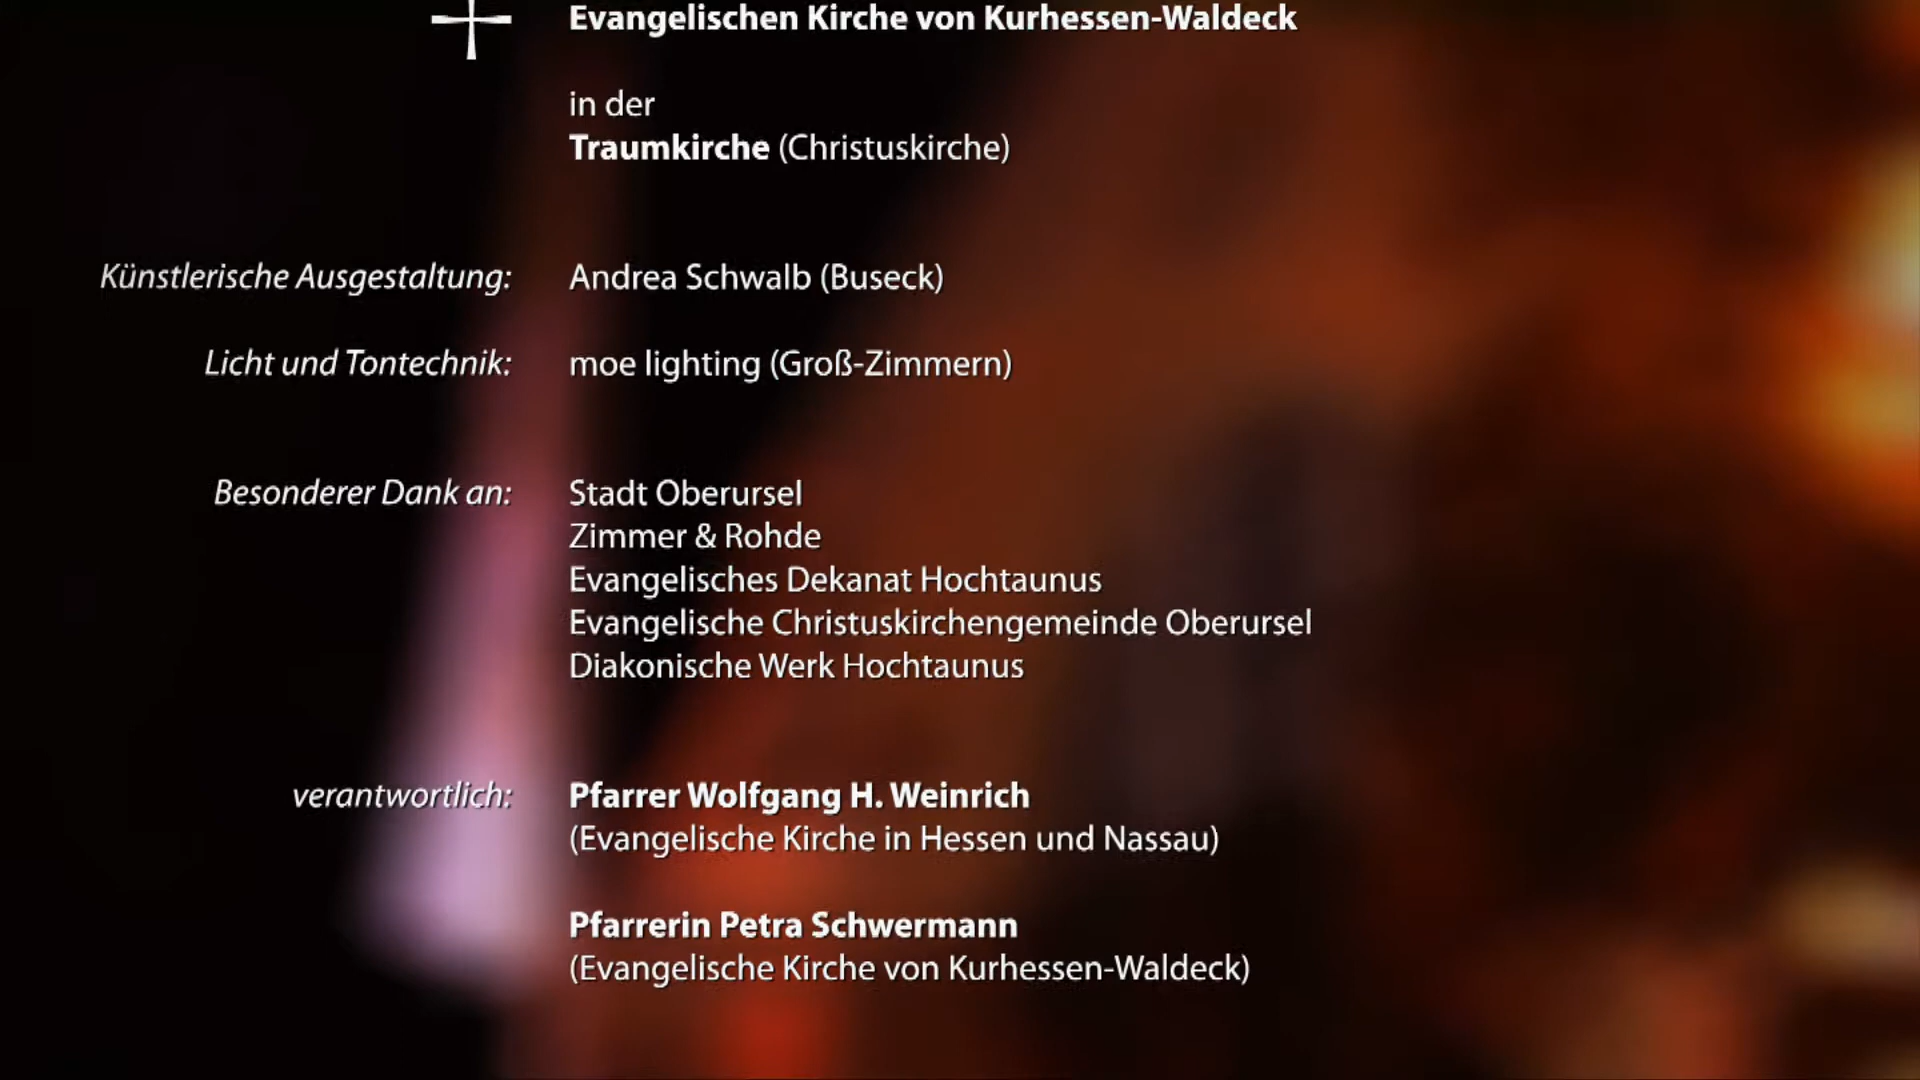 Evangelischen Kirche von Kurhessen-Waldeck
in der
Traumkirche (Christuskirche)
Künstlerische Ausgestaltung: Andrea Schwalb (Buseck)
Licht und Tontechnik: moe lighting (Groß-Zimmern)
Besonderer Dank an: Stadt Oberursel
Zimmer & Rohde
Evangelisches Dekanat Hochtaunus
Evangelische Christuskirchengemeinde Oberursel
Diakonische Werk Hochtaunus
verantwortlich: Pfarrer Wolfgang H. Weinrich
(Evangelische Kirche in Hessen und Nassau)
Pfarrerin Petra Schwermann
(Evangelische Kirche von Kurhessen-Waldeck)